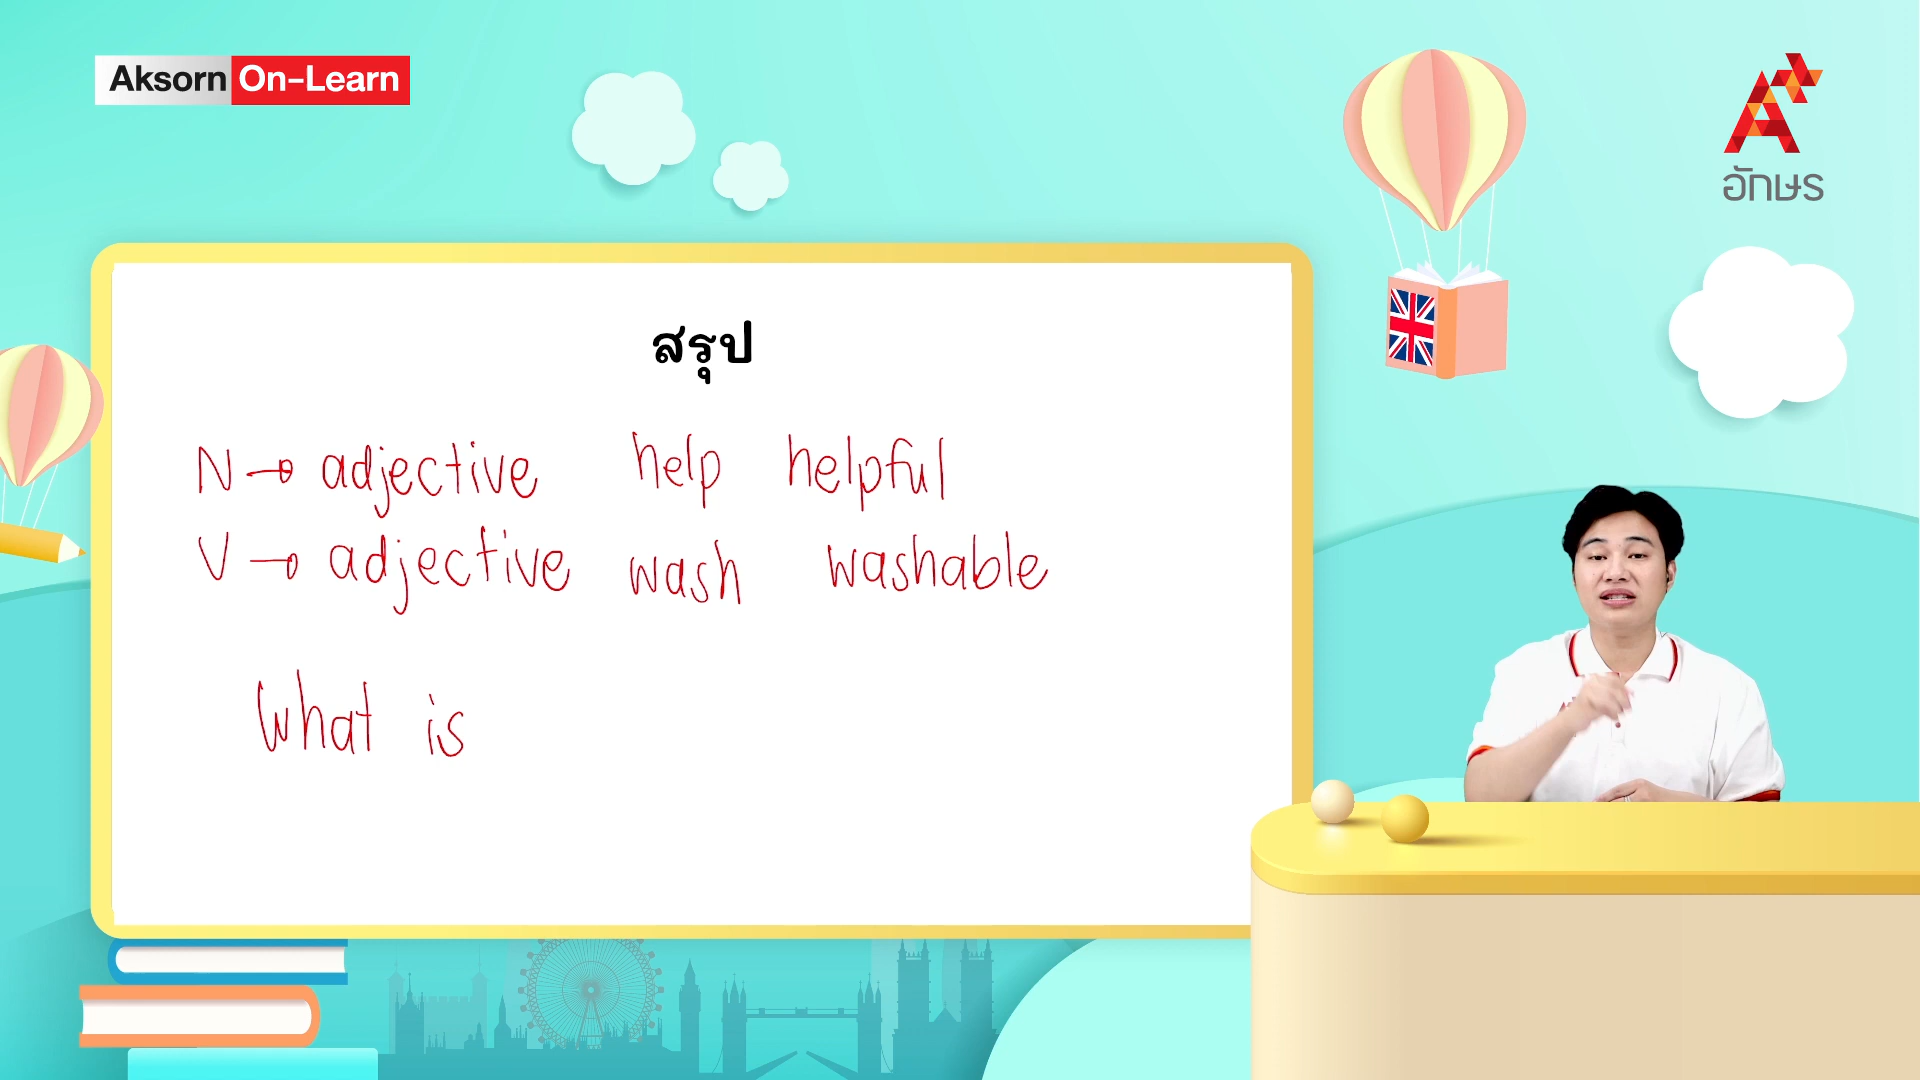 Aksorn On-Learn
อักษร
สรุป
N → adjective help helpful
V → adjective wash washable
What is